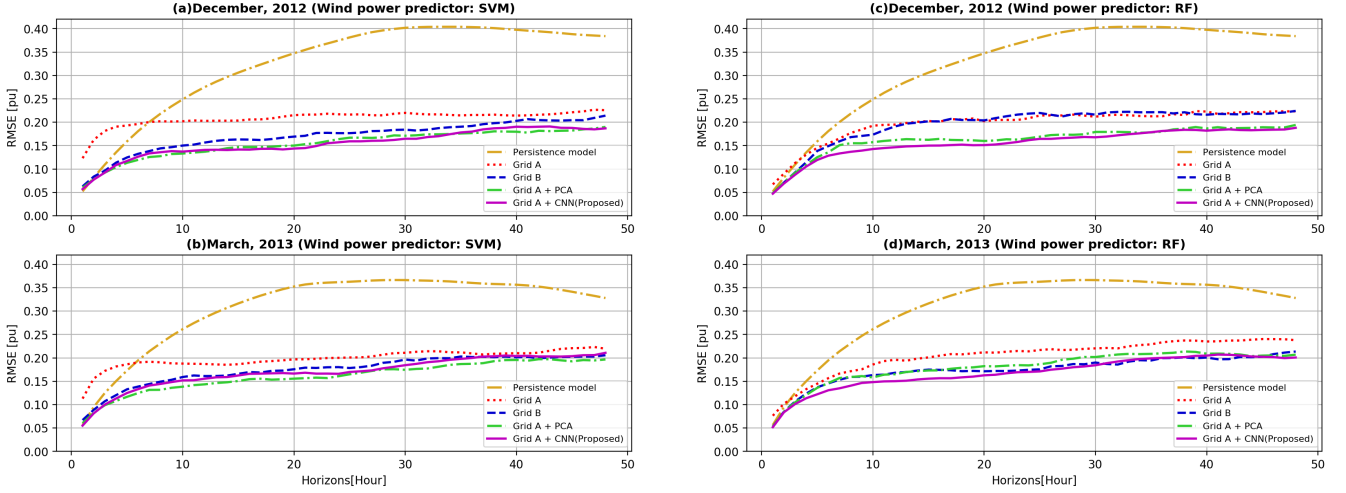 (a)December, 2012 (Wind power predictor: SVM)
RMSE [pu]
0.40
0.35
0.30
0.25
0.20
0.15
0.10
0.05
0.00
0
10
20
30
40
50
Persistence model
Grid A
Grid B
Grid A + PCA
Grid A + CNN(Proposed)
(b)March, 2013 (Wind power predictor: SVM)
RMSE [pu]
0.40
0.35
0.30
0.25
0.20
0.15
0.10
0.05
0.00
0
10
20
30
40
50
Horizons[Hour]
Persistence model
Grid A
Grid B
Grid A + PCA
Grid A + CNN(Proposed)
(c)December, 2012 (Wind power predictor: RF)
RMSE [pu]
0.40
0.35
0.30
0.25
0.20
0.15
0.10
0.05
0.00
0
10
20
30
40
50
Persistence model
Grid A
Grid B
Grid A + PCA
Grid A + CNN(Proposed)
(d)March, 2013 (Wind power predictor: RF)
RMSE [pu]
0.40
0.35
0.30
0.25
0.20
0.15
0.10
0.05
0.00
0
10
20
30
40
50
Horizons[Hour]
Persistence model
Grid A
Grid B
Grid A + PCA
Grid A + CNN(Proposed)